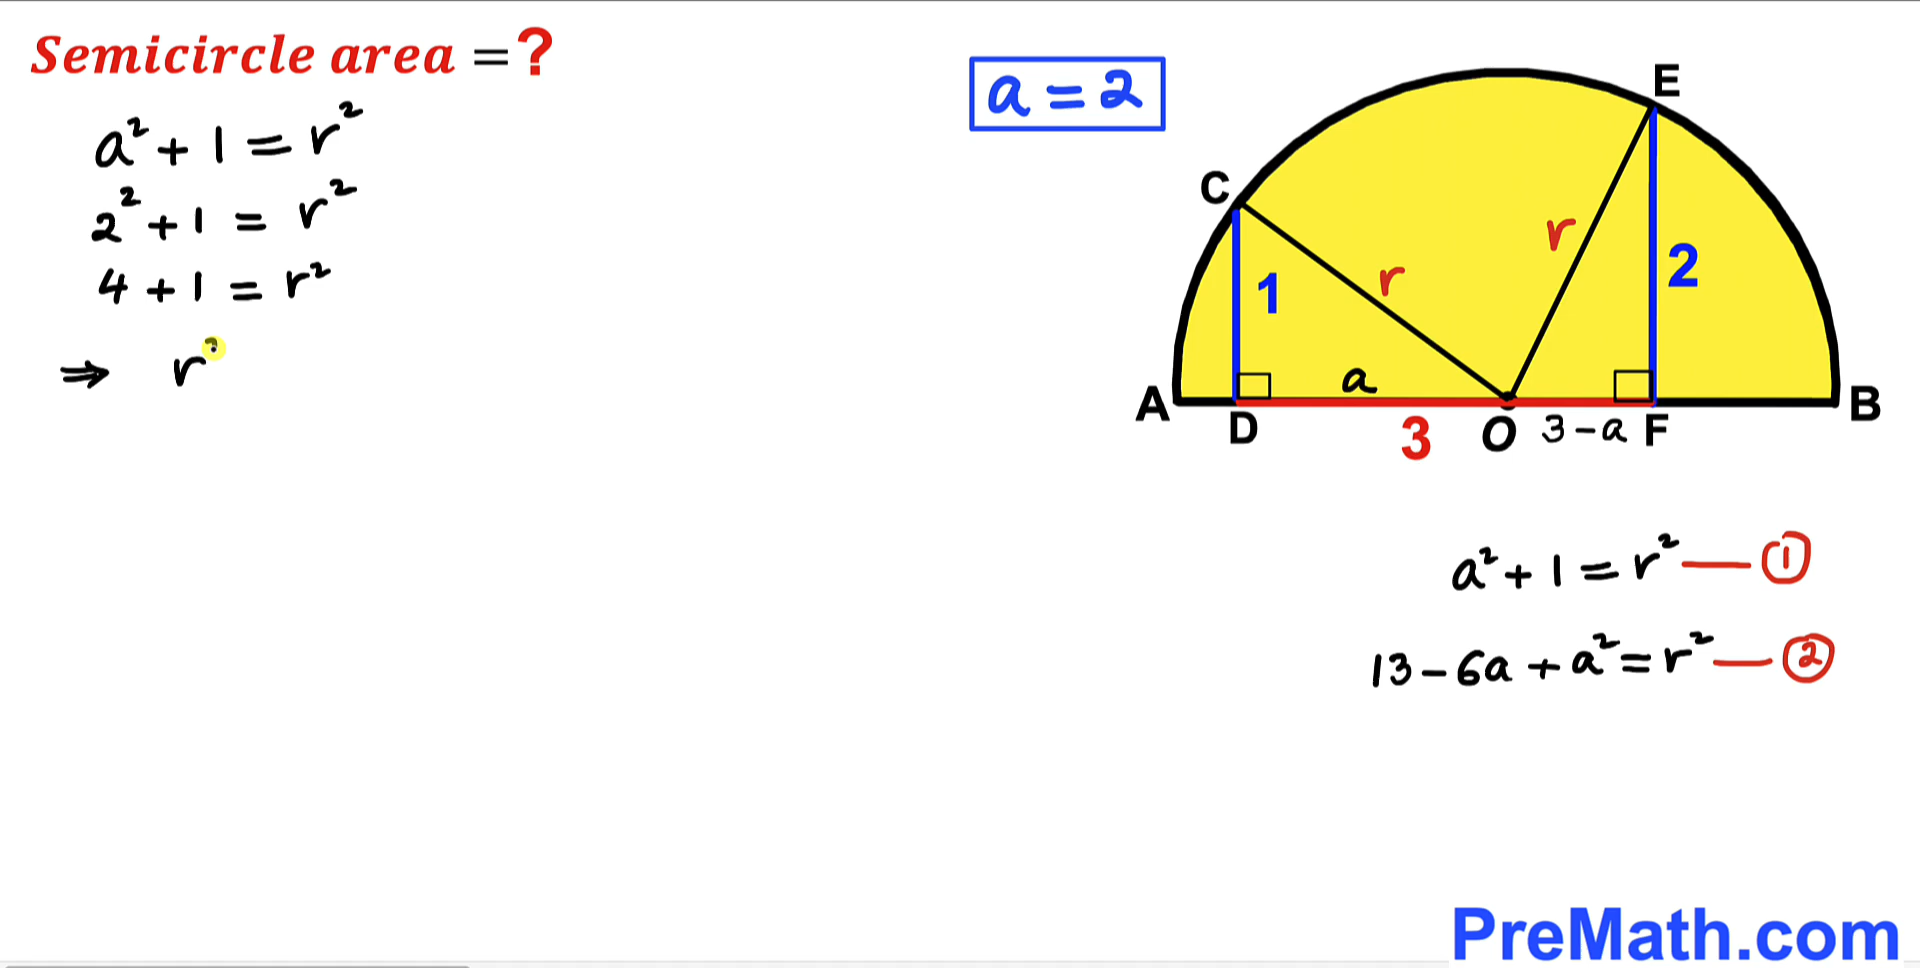 Semicircle area = ?
a² + 1 = r²
2² + 1 = r²
4 + 1 = r²
⇒ r²
a = 2
E
C
r
r
1
2
a
A
B
D
3
O
3 - a
F
a² + 1 = r² — ①
13 - 6a + a² = r² — ②
PreMath.com